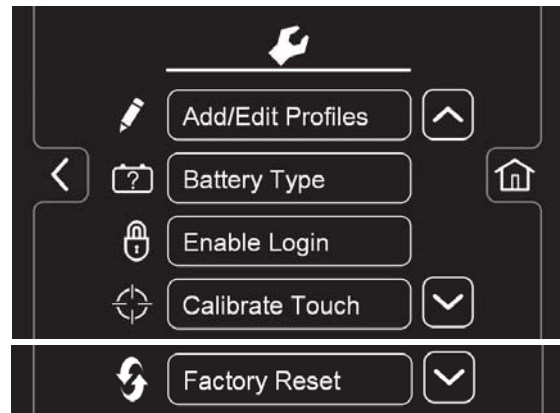 Add/Edit Profiles
?
Battery Type
Enable Login
Calibrate Touch
Factory Reset